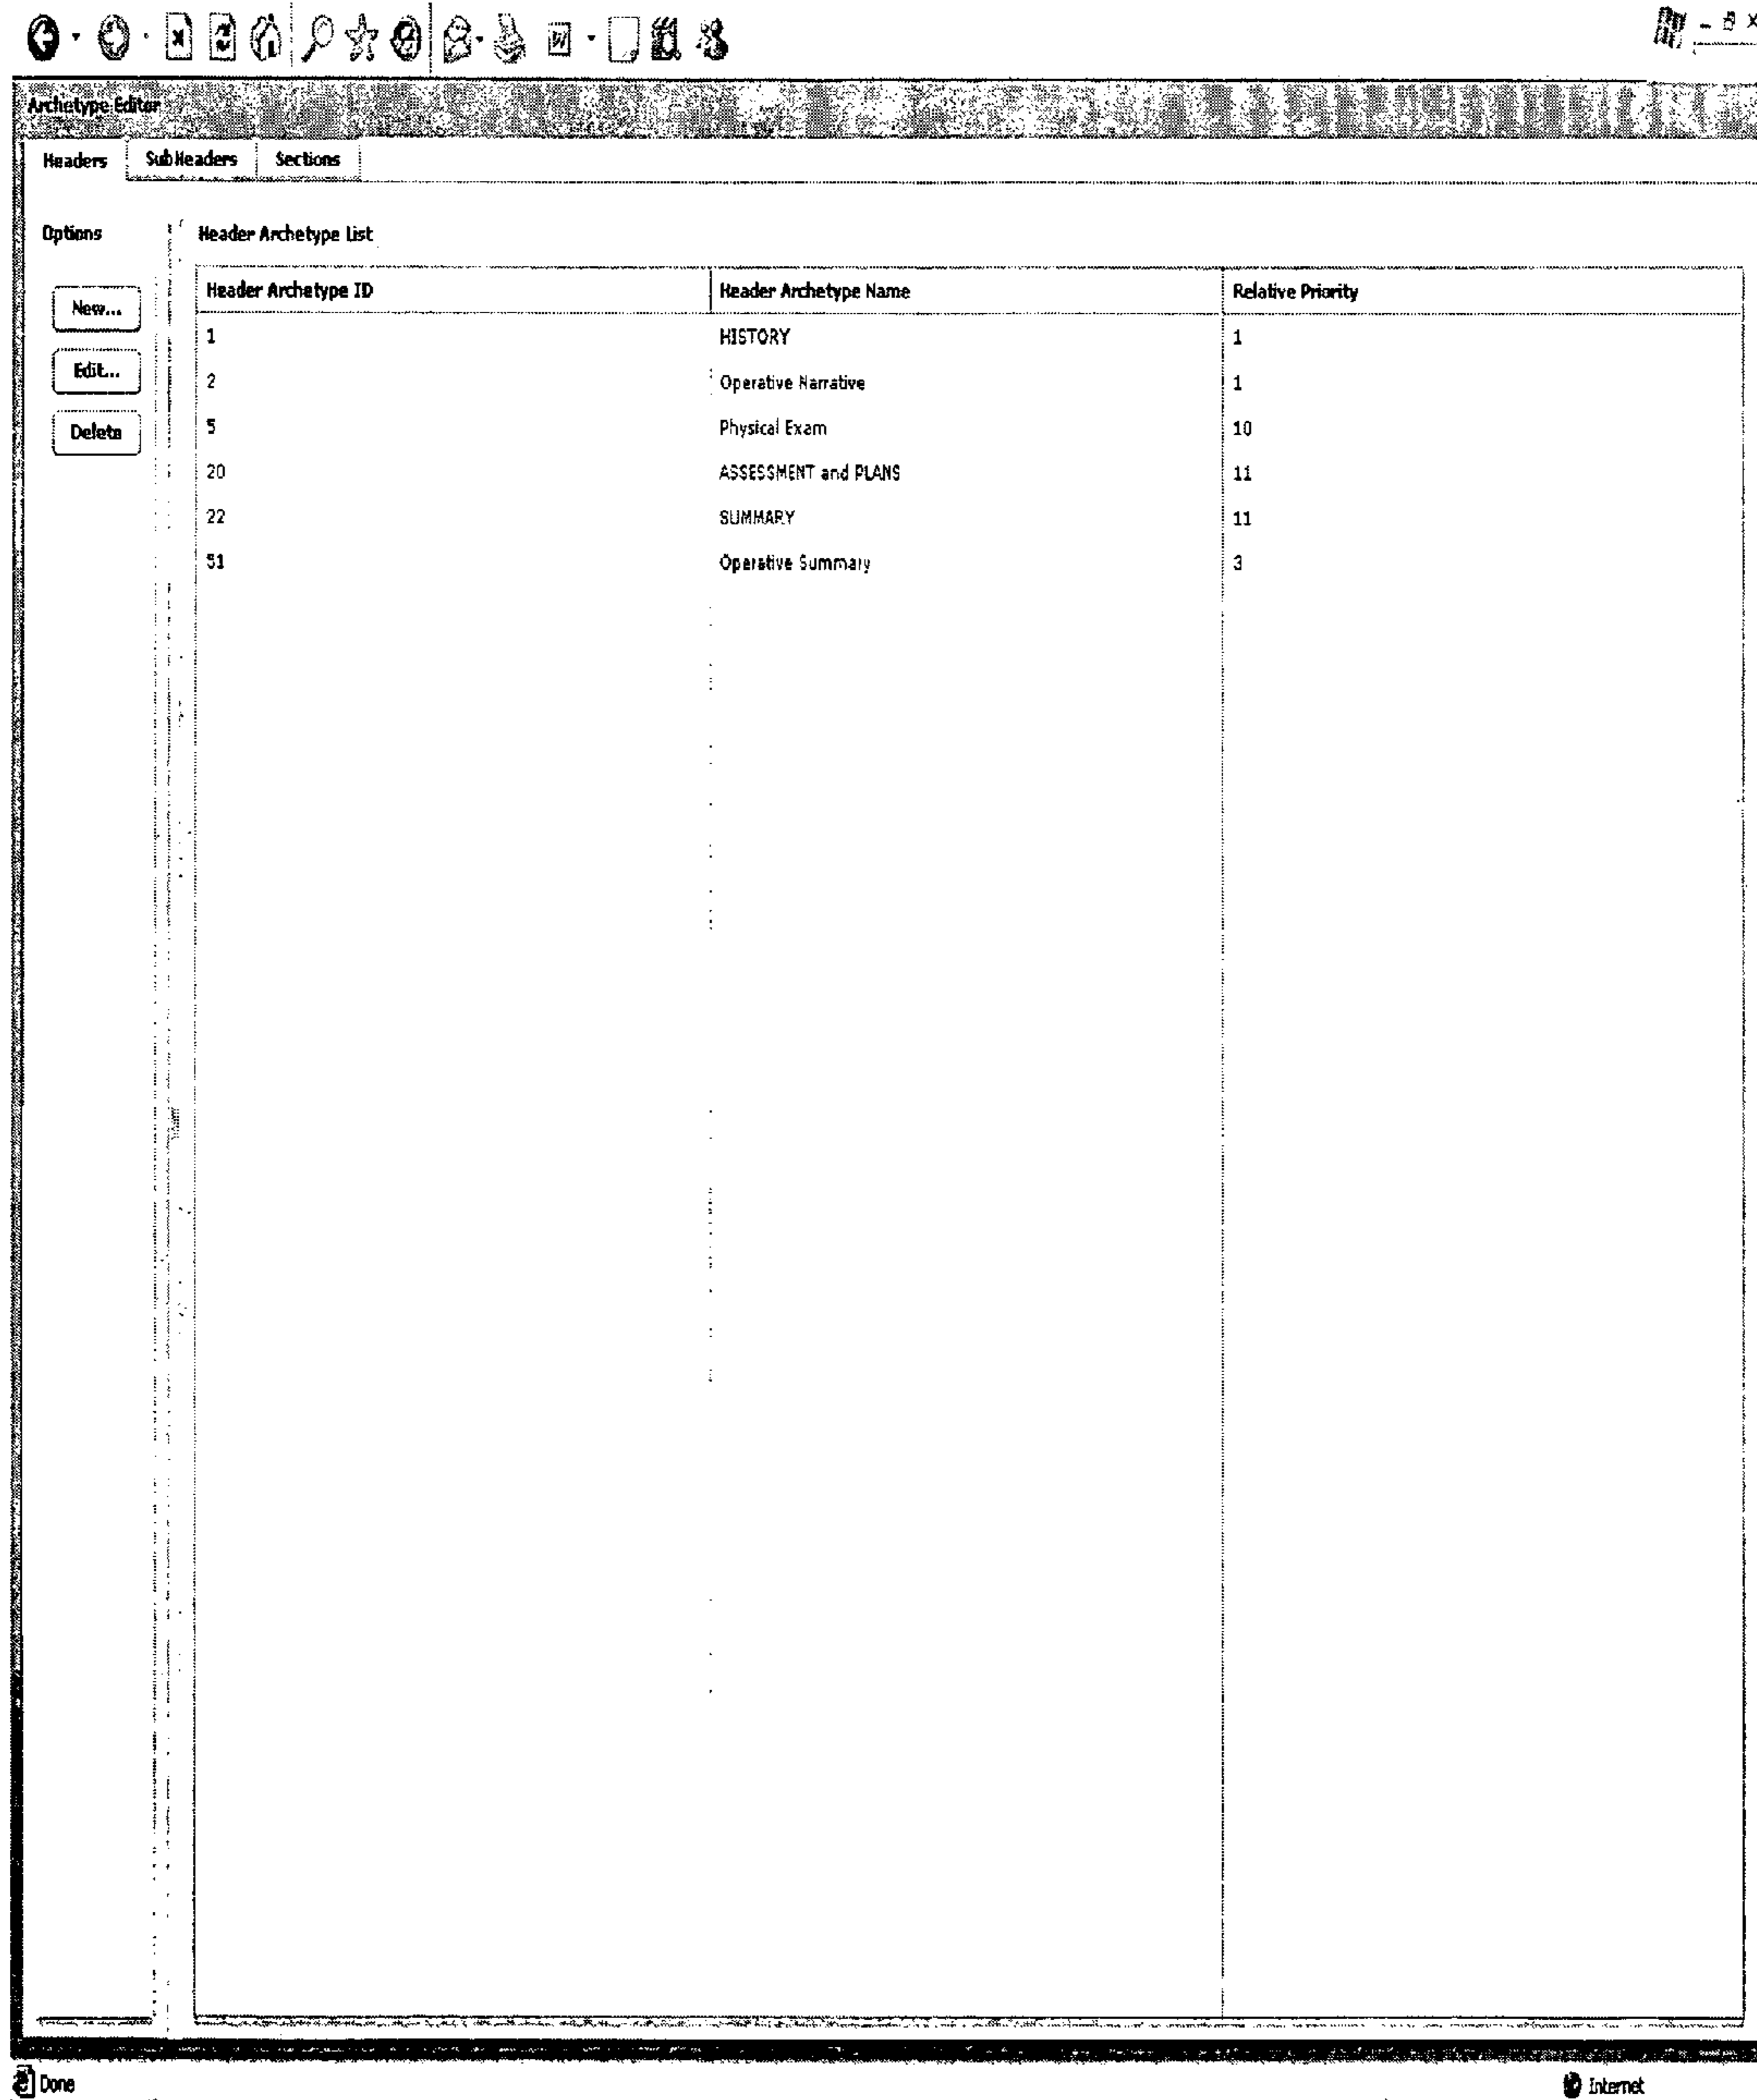 Archetype Editor
Headers SubHeaders Sections
Options Header Archetype List
Header Archetype ID Header Archetype Name Relative Priority
New...
1 HISTORY 1
Edit...
2 Operative Narrative 1
Delete
5 Physical Exam 10
20 ASSESSMENT and PLANS 11
22 SUMMARY 11
51 Operative Summary 3
Done Internet